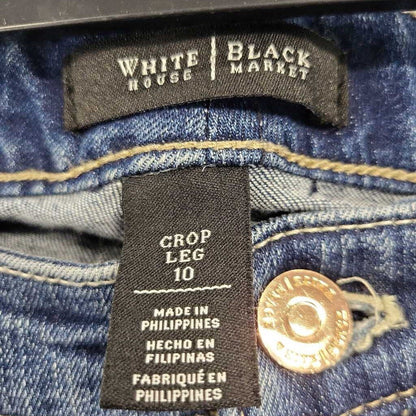 WHITE | BLACK
HOUSE | MARKET
CROP
LEG
10
MADE IN
PHILIPPINES
HECHO EN
FILIPINAS
FABRIQUÉ EN
PHILIPPINES